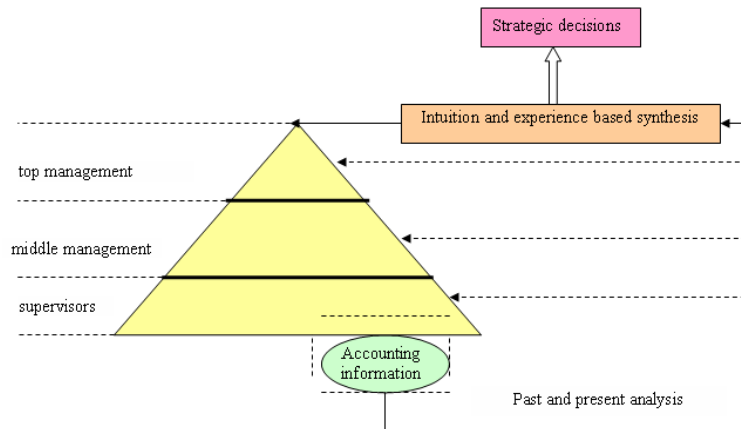 Strategic decisions
Intuition and experience based synthesis
top management
middle management
supervisors
Accounting
information
Past and present analysis